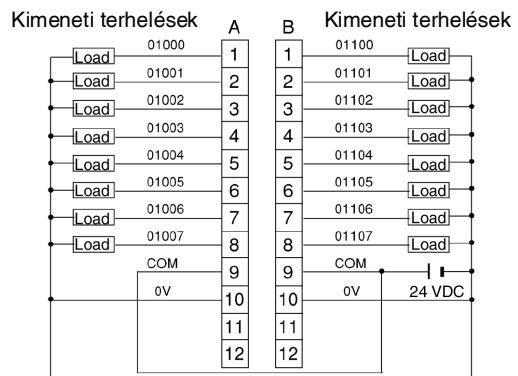 Kimeneti terhelések A B Kimeneti terhelések
Load 01000 1 1 01100 Load
Load 01001 2 2 01101 Load
Load 01002 3 3 01102 Load
Load 01003 4 4 01103 Load
Load 01004 5 5 01104 Load
Load 01005 6 6 01105 Load
Load 01006 7 7 01106 Load
Load 01007 8 8 01107 Load
COM 9 9 COM
0V 10 10 0V 24 VDC
11 11
12 12